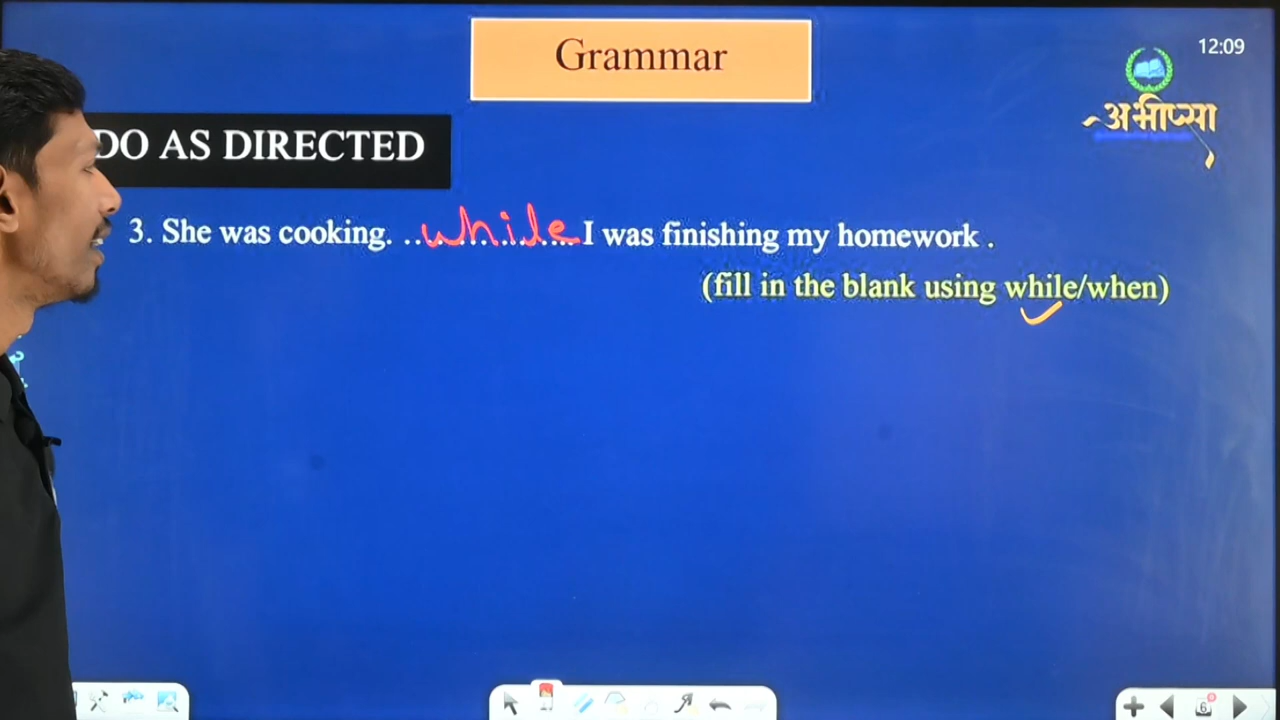 Grammar
12:09
अभीप्सा
DO AS DIRECTED
3. She was cooking. ..while...I was finishing my homework .
(fill in the blank using while/when)
6